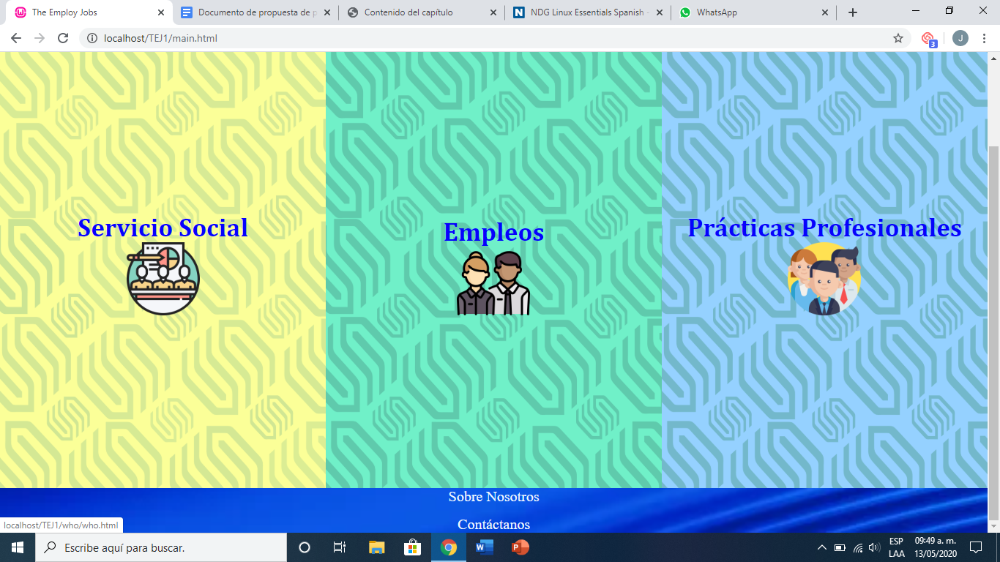 The Employ Jobs
Documento de propuesta de p
Contenido del capítulo
NDG Linux Essentials Spanish -
WhatsApp
localhost/TEJ1/main.html
3
J
Servicio Social
Empleos
Prácticas Profesionales
Sobre Nosotros
Contáctanos
localhost/TEJ1/who/who.html
Escribe aquí para buscar.
ESP
LAA
09:49 a. m.
13/05/2020